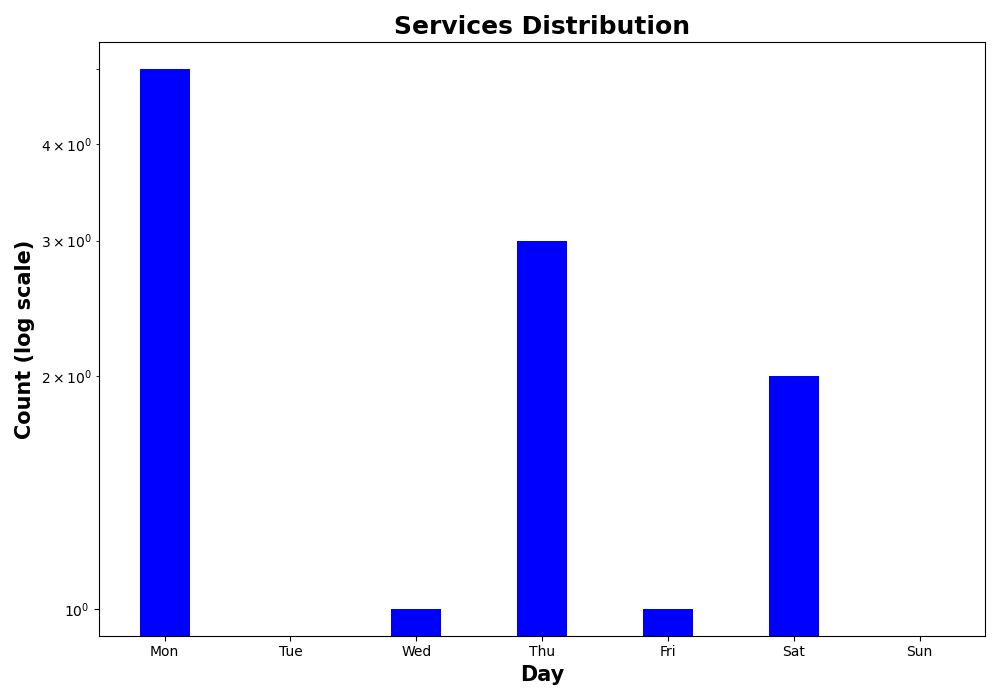 Services Distribution
Count (log scale)
4 × 10⁰
3 × 10⁰
2 × 10⁰
10⁰
Mon Tue Wed Thu Fri Sat Sun
Day